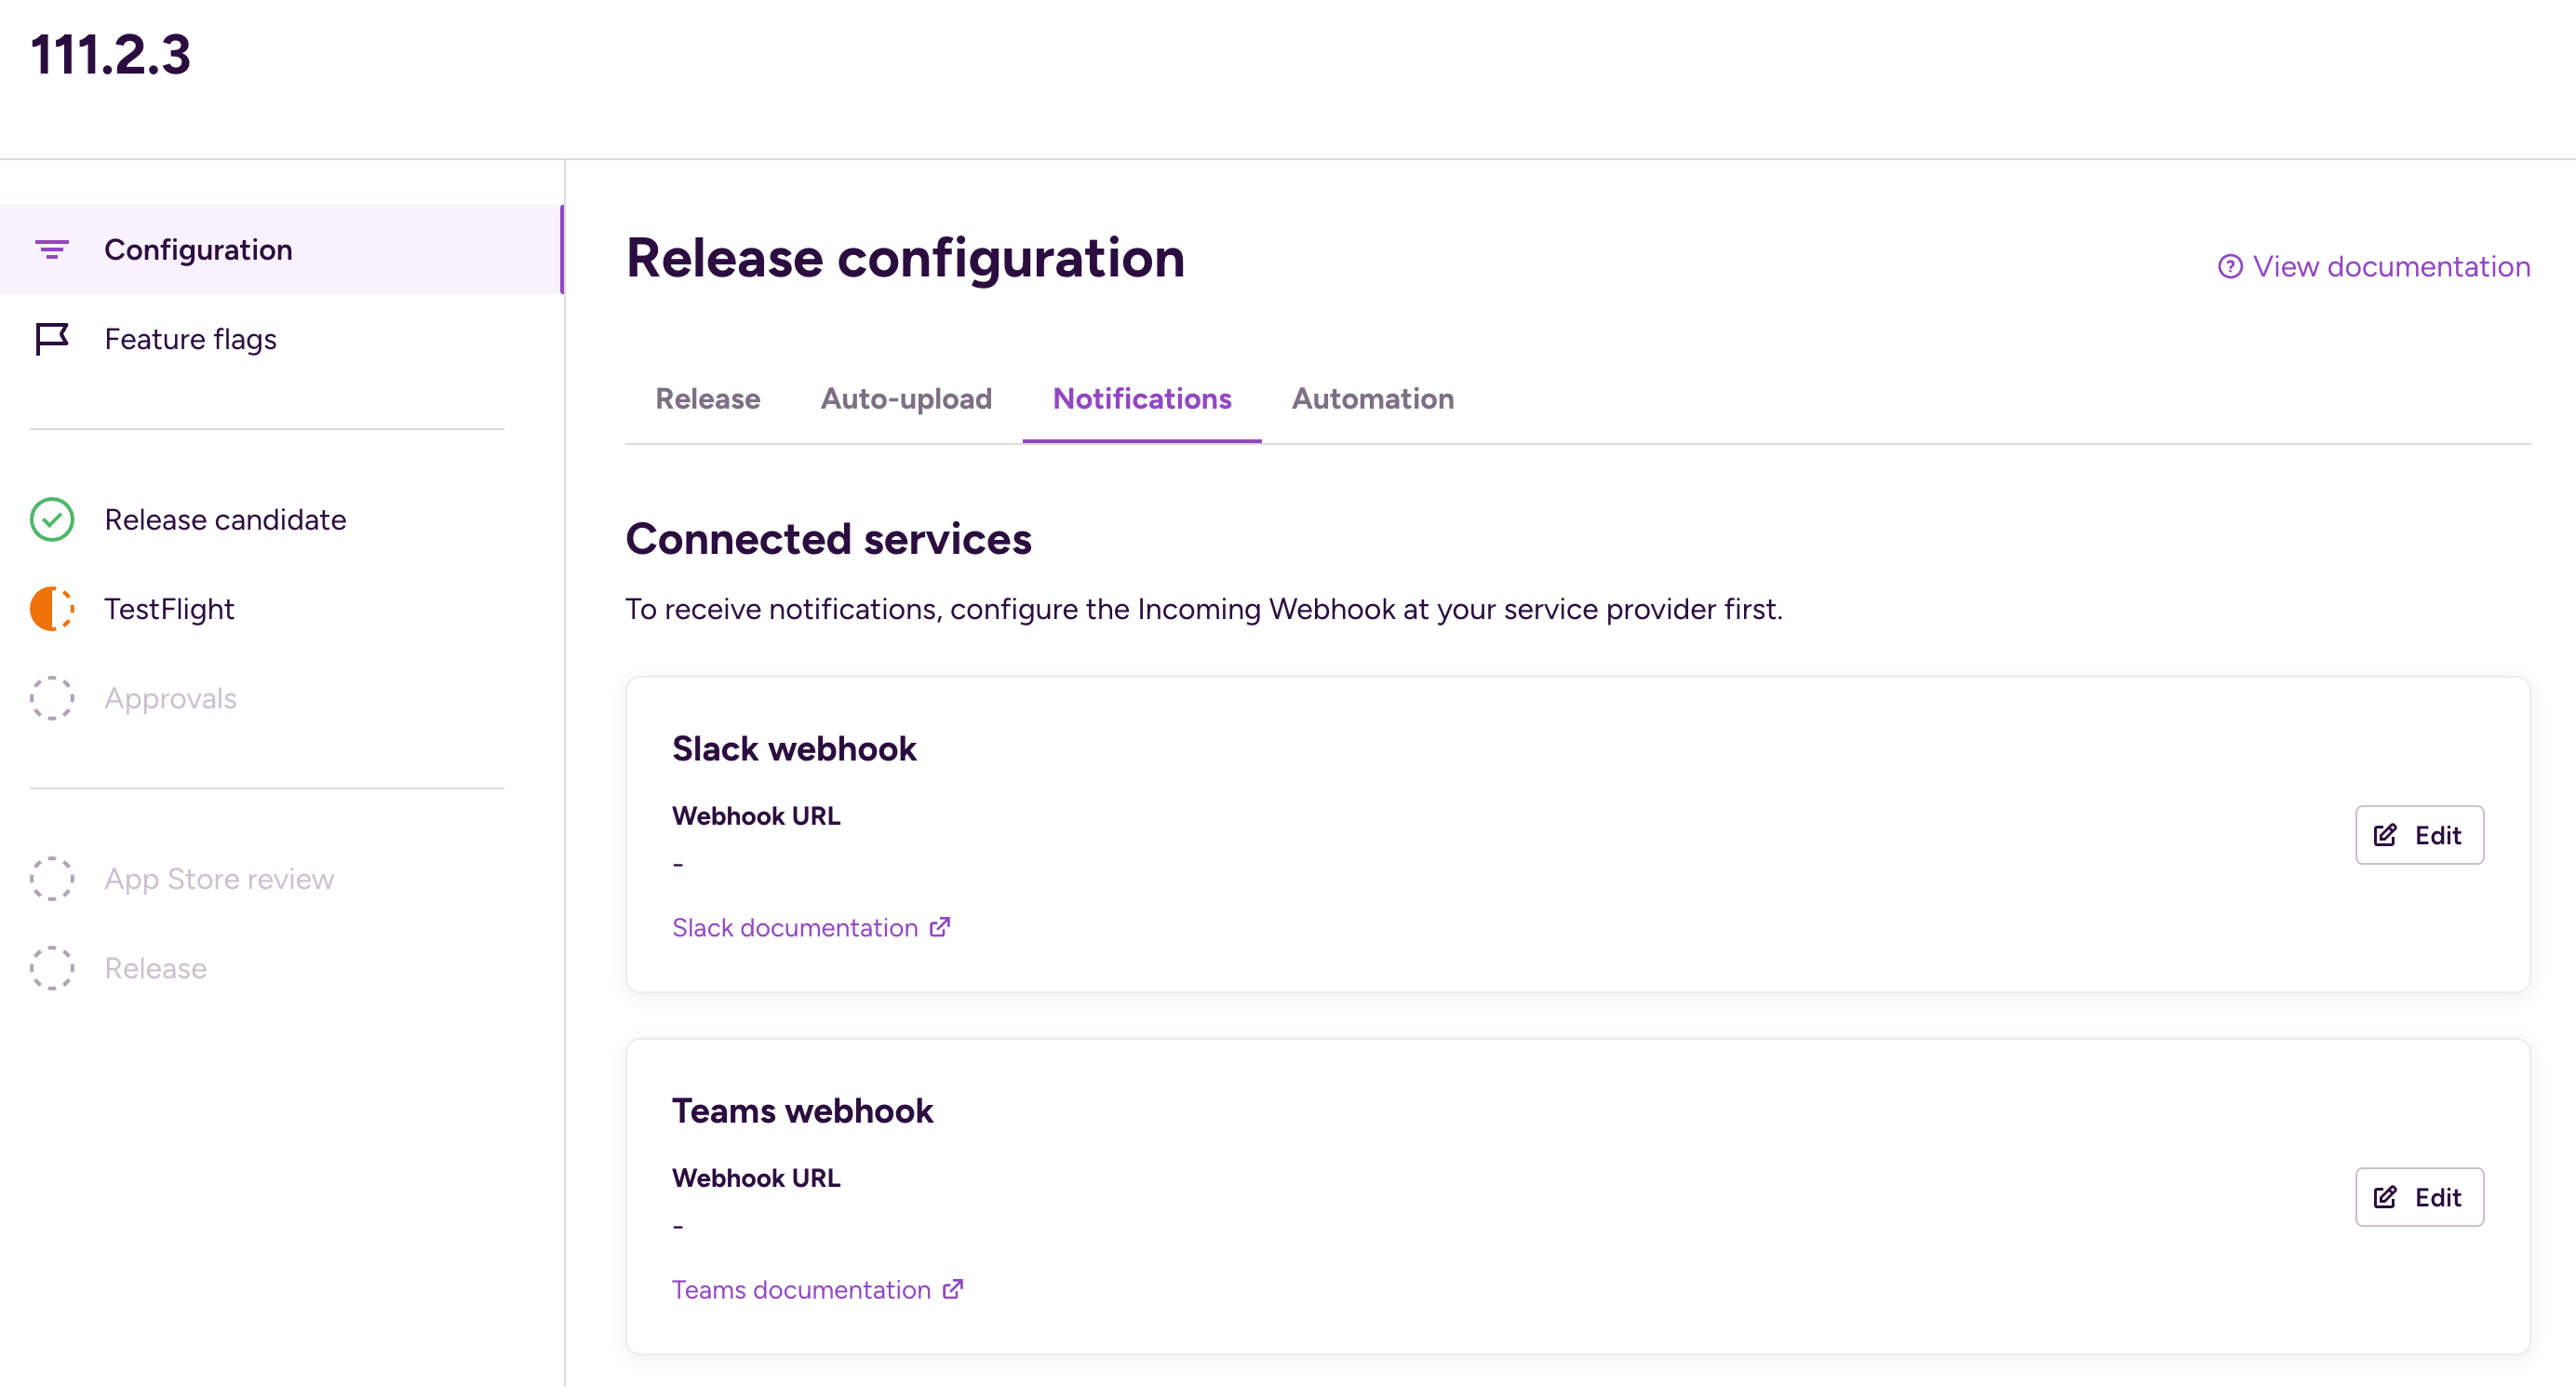 111.2.3
Configuration
Feature flags
Release candidate
TestFlight
Approvals
App Store review
Release
Release configuration
View documentation
Release
Auto-upload
Notifications
Automation
Connected services
To receive notifications, configure the Incoming Webhook at your service provider first.
Slack webhook
Webhook URL
-
Edit
Slack documentation
Teams webhook
Webhook URL
-
Edit
Teams documentation